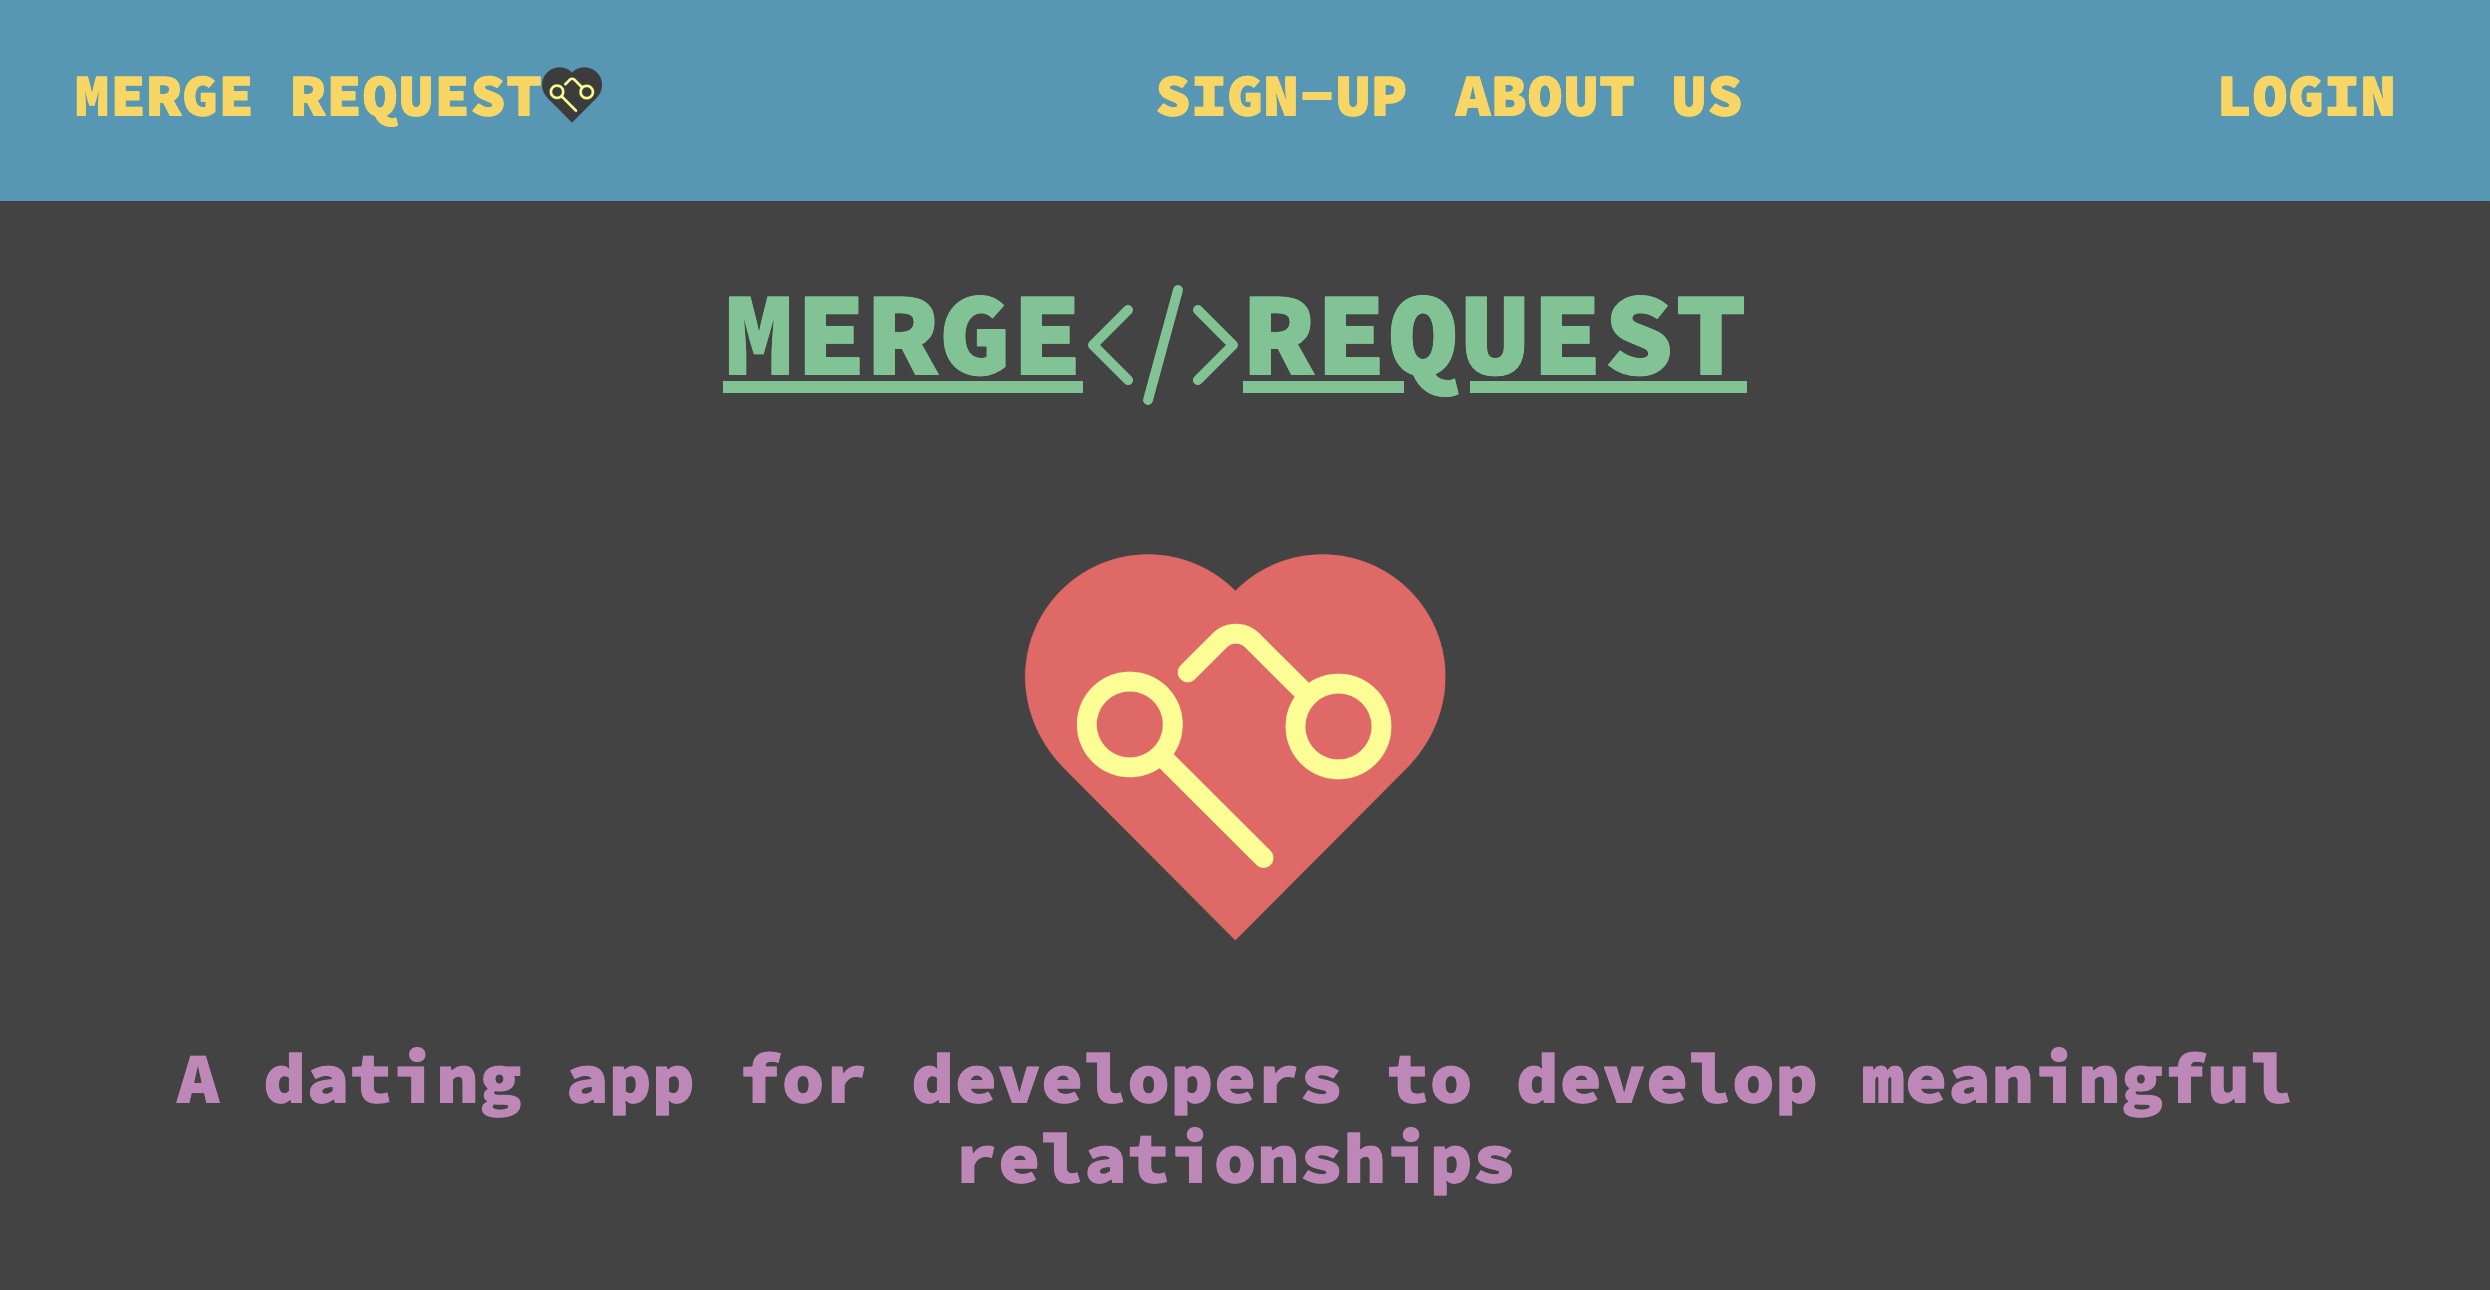 MERGE REQUEST
SIGN-UP ABOUT US
LOGIN
MERGE</>REQUEST
A dating app for developers to develop meaningful
relationships